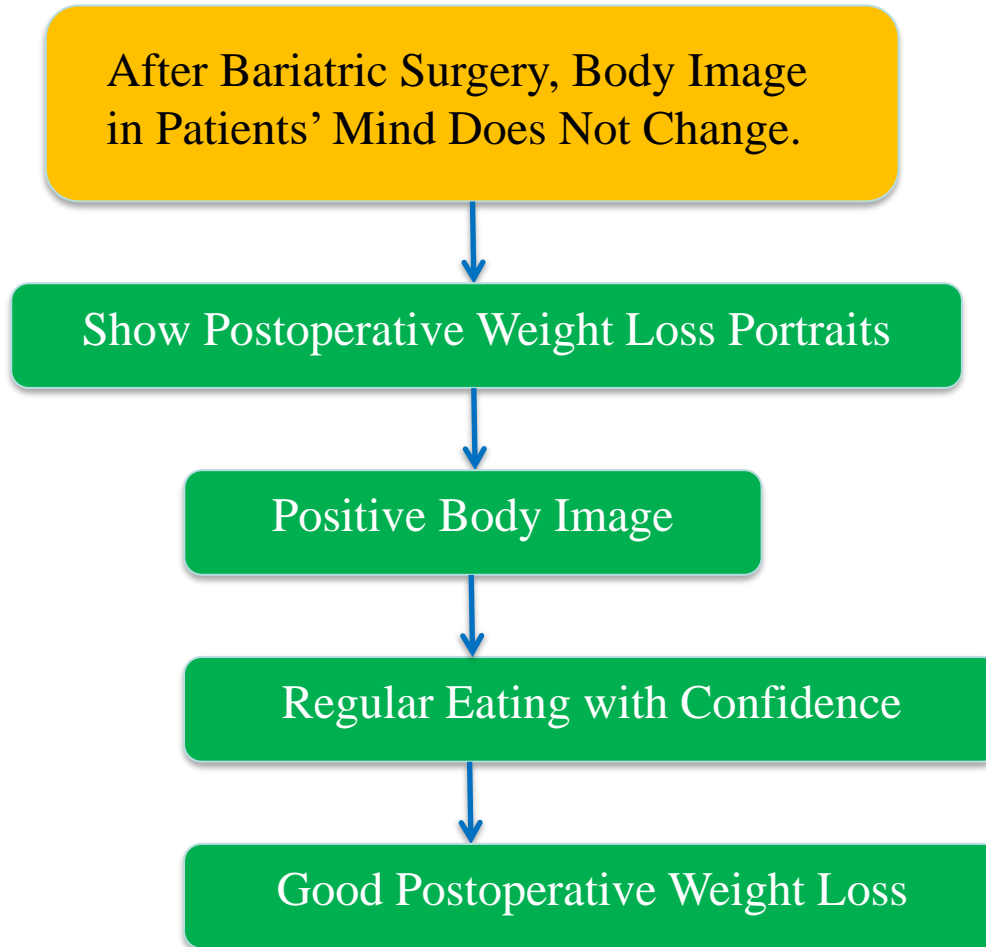 After Bariatric Surgery, Body Image
in Patients’ Mind Does Not Change.
Show Postoperative Weight Loss Portraits
Positive Body Image
Regular Eating with Confidence
Good Postoperative Weight Loss